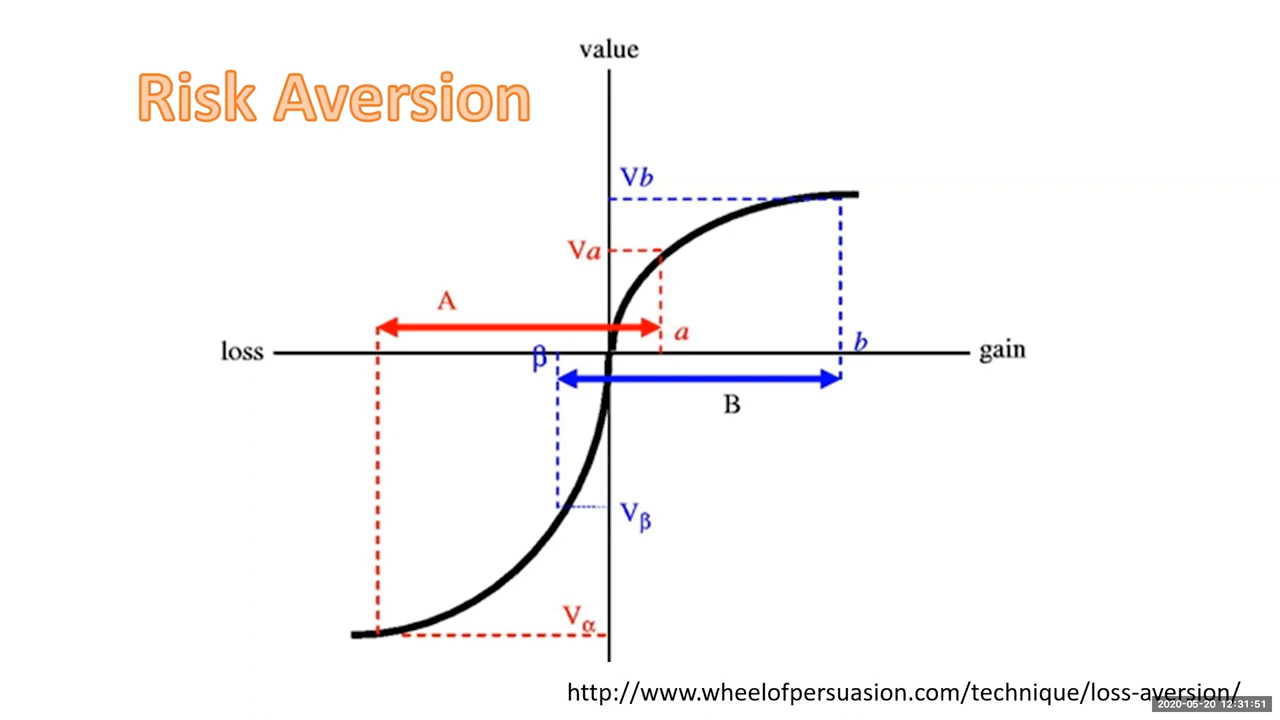 value
Risk Aversion
Vb
Va
A
a
loss
β
b
gain
B
Vβ
Vα
http://www.wheelofpersuasion.com/technique/loss-aversion/
2020-05-20 12:31:51